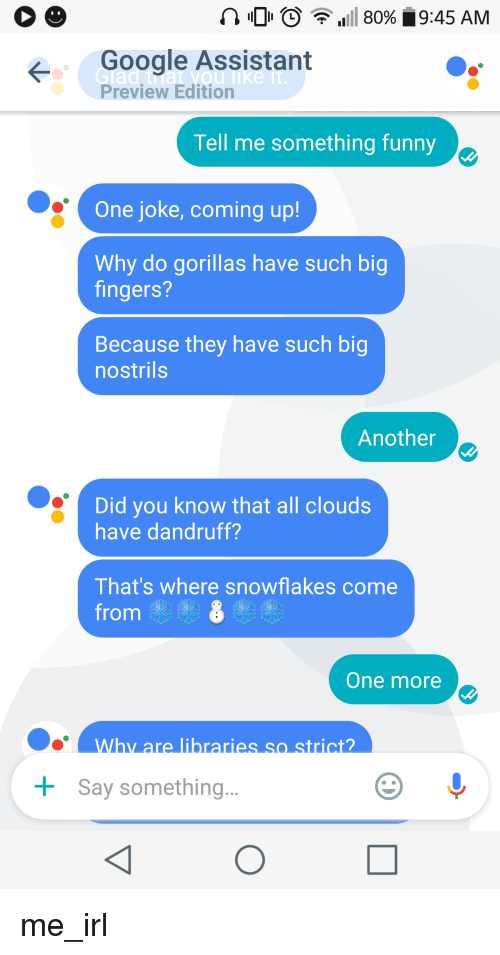 80% 9:45 AM
Google Assistant
Glad that you like it.
Preview Edition
Tell me something funny
One joke, coming up!
Why do gorillas have such big
fingers?
Because they have such big
nostrils
Another
Did you know that all clouds
have dandruff?
That's where snowflakes come
from ❄️❄️⛄❄️❄️
One more
Why are libraries so strict?
+ Say something...
me_irl